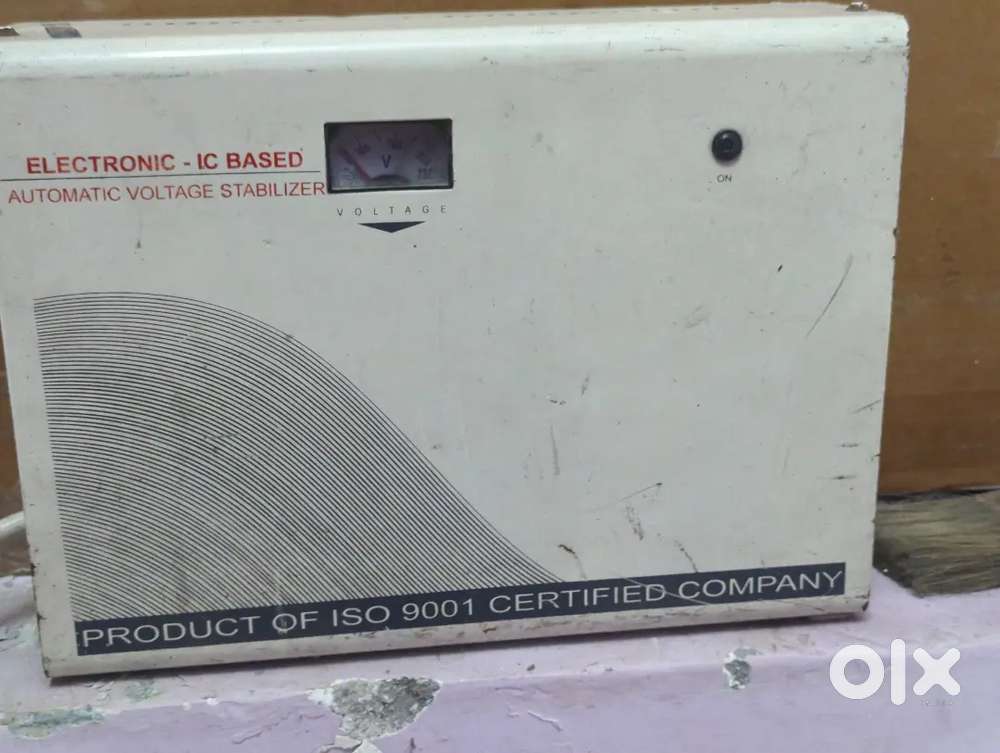 ELECTRONIC - IC BASED
AUTOMATIC VOLTAGE STABILIZER
V
VOLTAGE
ON
PRODUCT OF ISO 9001 CERTIFIED COMPANY
olx